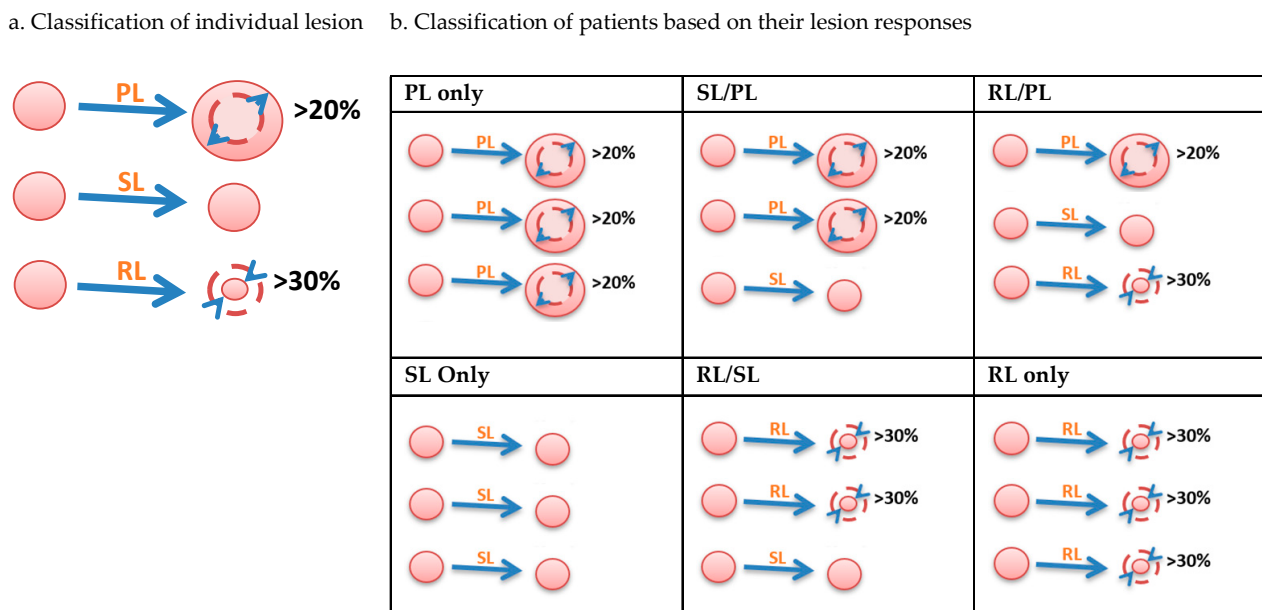 a. Classification of individual lesion
PL
>20%
SL
RL
>30%
b. Classification of patients based on their lesion responses
PL only
PL
>20%
PL
>20%
PL
>20%
SL/PL
PL
>20%
PL
>20%
SL
RL/PL
PL
>20%
SL
RL
>30%
SL Only
SL
SL
SL
RL/SL
RL
>30%
RL
>30%
SL
RL only
RL
>30%
RL
>30%
RL
>30%